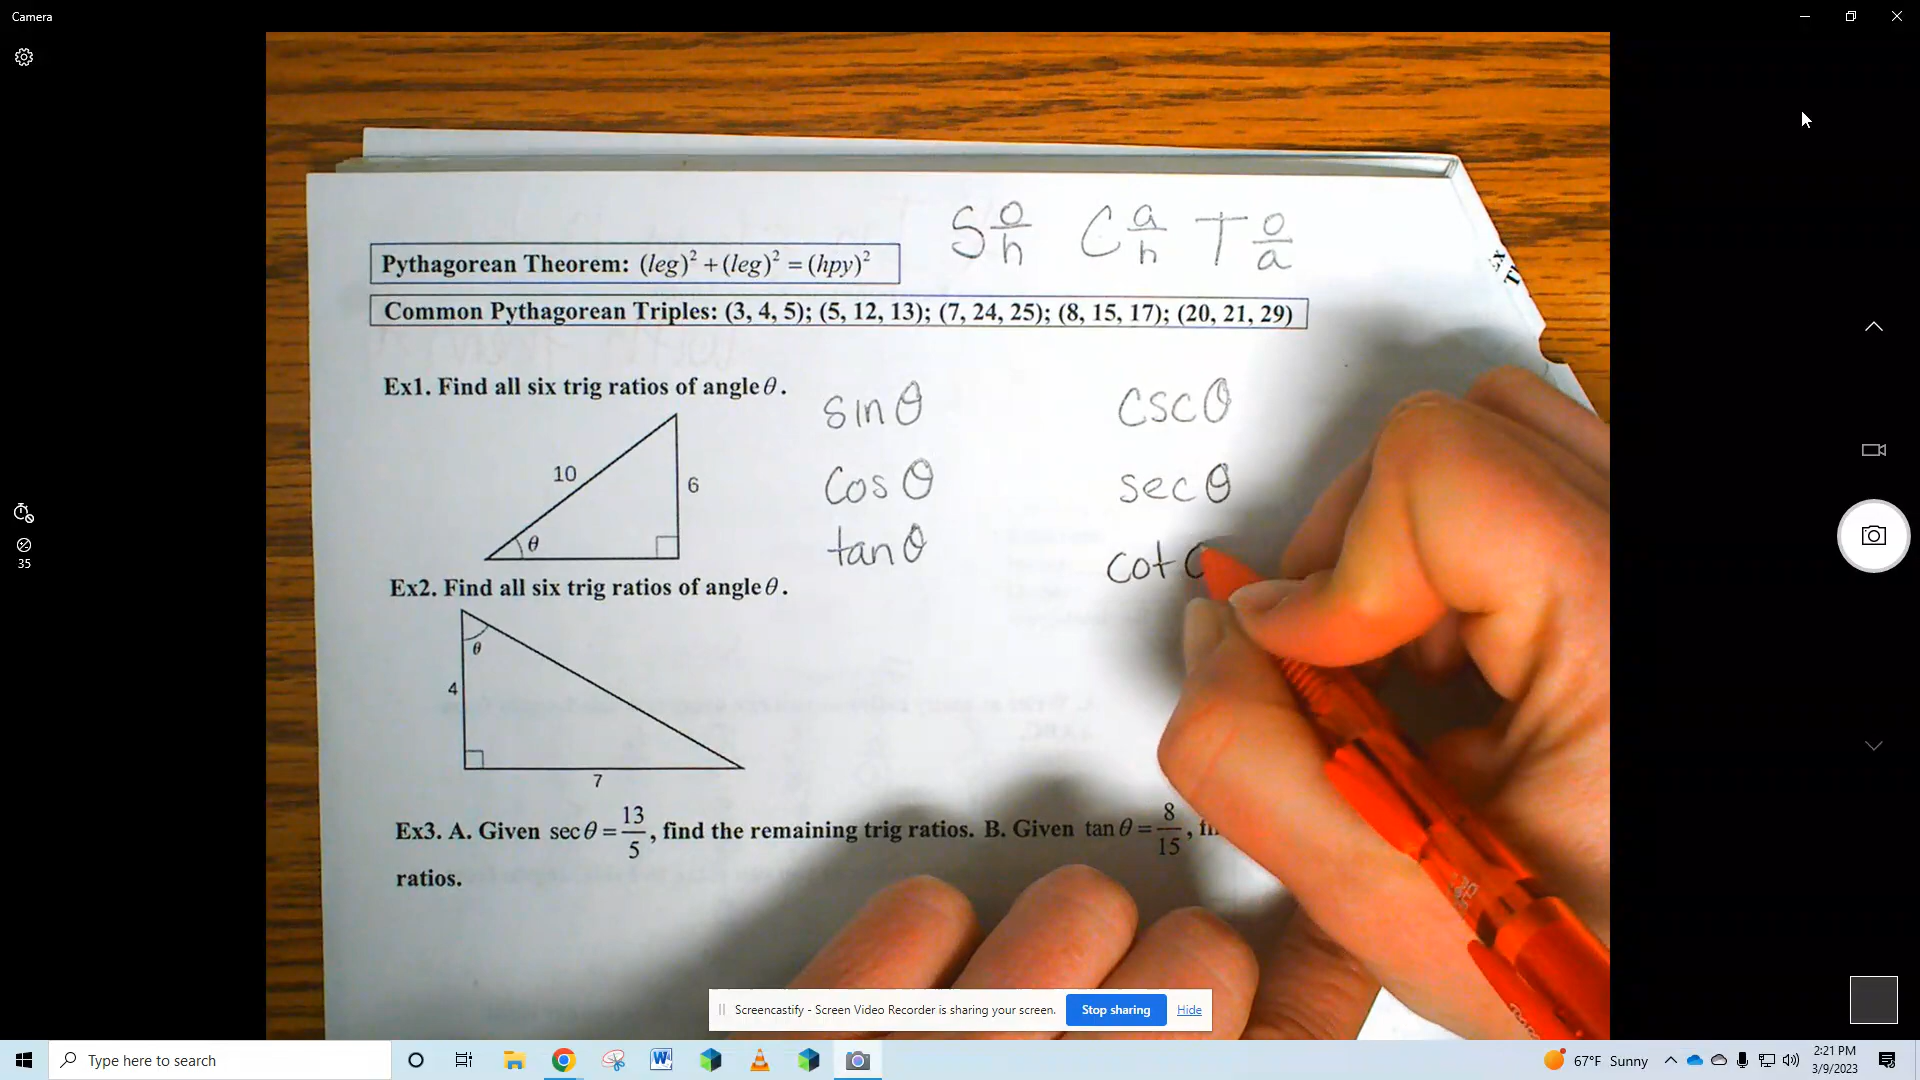 Camera
S o/h C a/h T o/a
Pythagorean Theorem: (leg)² + (leg)² = (hpy)²
Common Pythagorean Triples: (3, 4, 5); (5, 12, 13); (7, 24, 25); (8, 15, 17); (20, 21, 29)
Ex1. Find all six trig ratios of angle θ.
sin θ csc θ
10
6
cos θ sec θ
θ
tan θ cot
Ex2. Find all six trig ratios of angle θ.
θ
4
7
Ex3. A. Given sec θ = 13/5, find the remaining trig ratios. B. Given tan θ = 8/15,
ratios.
35
Screencastify - Screen Video Recorder is sharing your screen. Stop sharing Hide
Type here to search
67°F Sunny
2:21 PM
3/9/2023